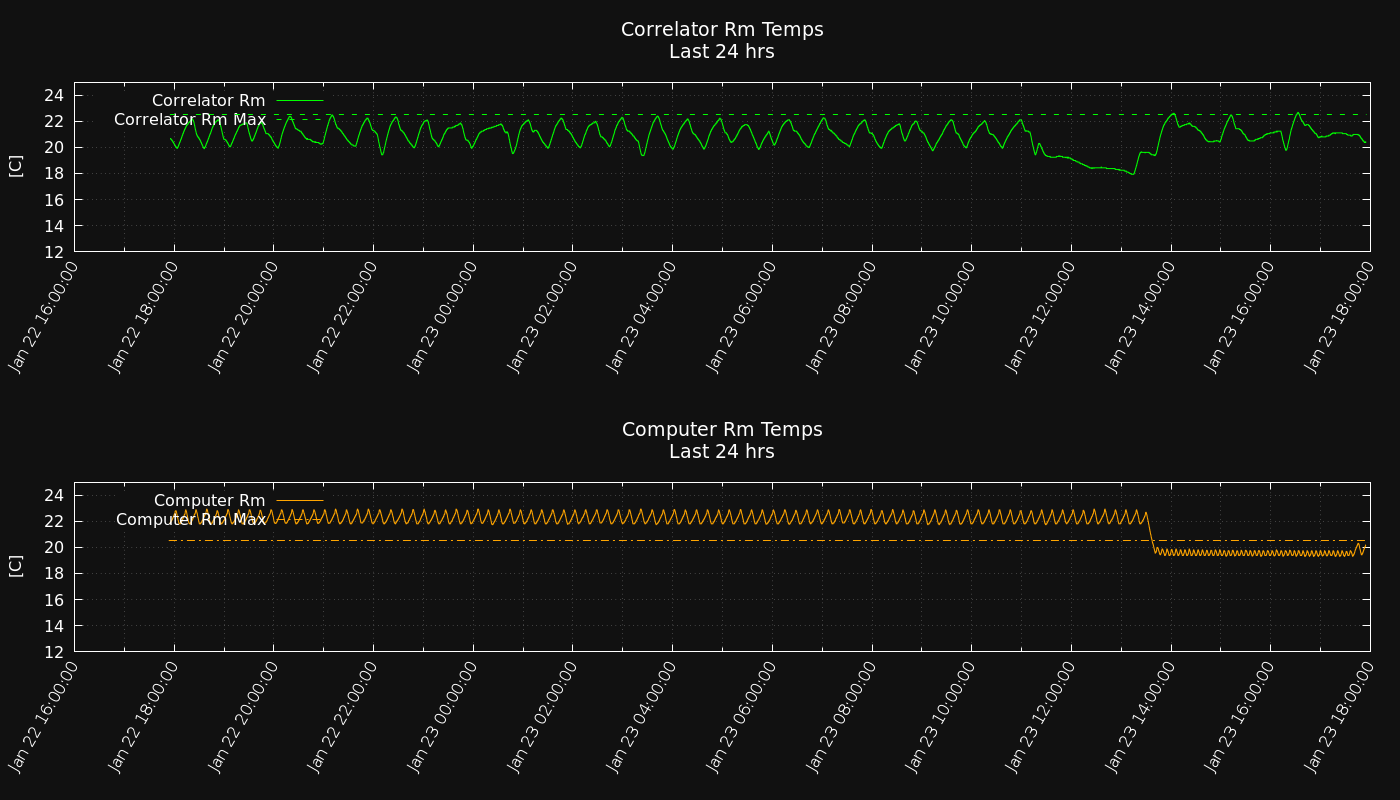 Correlator Rm Temps
Last 24 hrs
Correlator Rm
Correlator Rm Max
[C]
24
22
20
18
16
14
12
Jan 22 16:00:00
Jan 22 18:00:00
Jan 22 20:00:00
Jan 22 22:00:00
Jan 23 00:00:00
Jan 23 02:00:00
Jan 23 04:00:00
Jan 23 06:00:00
Jan 23 08:00:00
Jan 23 10:00:00
Jan 23 12:00:00
Jan 23 14:00:00
Jan 23 16:00:00
Jan 23 18:00:00
Computer Rm Temps
Last 24 hrs
Computer Rm
Computer Rm Max
[C]
24
22
20
18
16
14
12
Jan 22 16:00:00
Jan 22 18:00:00
Jan 22 20:00:00
Jan 22 22:00:00
Jan 23 00:00:00
Jan 23 02:00:00
Jan 23 04:00:00
Jan 23 06:00:00
Jan 23 08:00:00
Jan 23 10:00:00
Jan 23 12:00:00
Jan 23 14:00:00
Jan 23 16:00:00
Jan 23 18:00:00